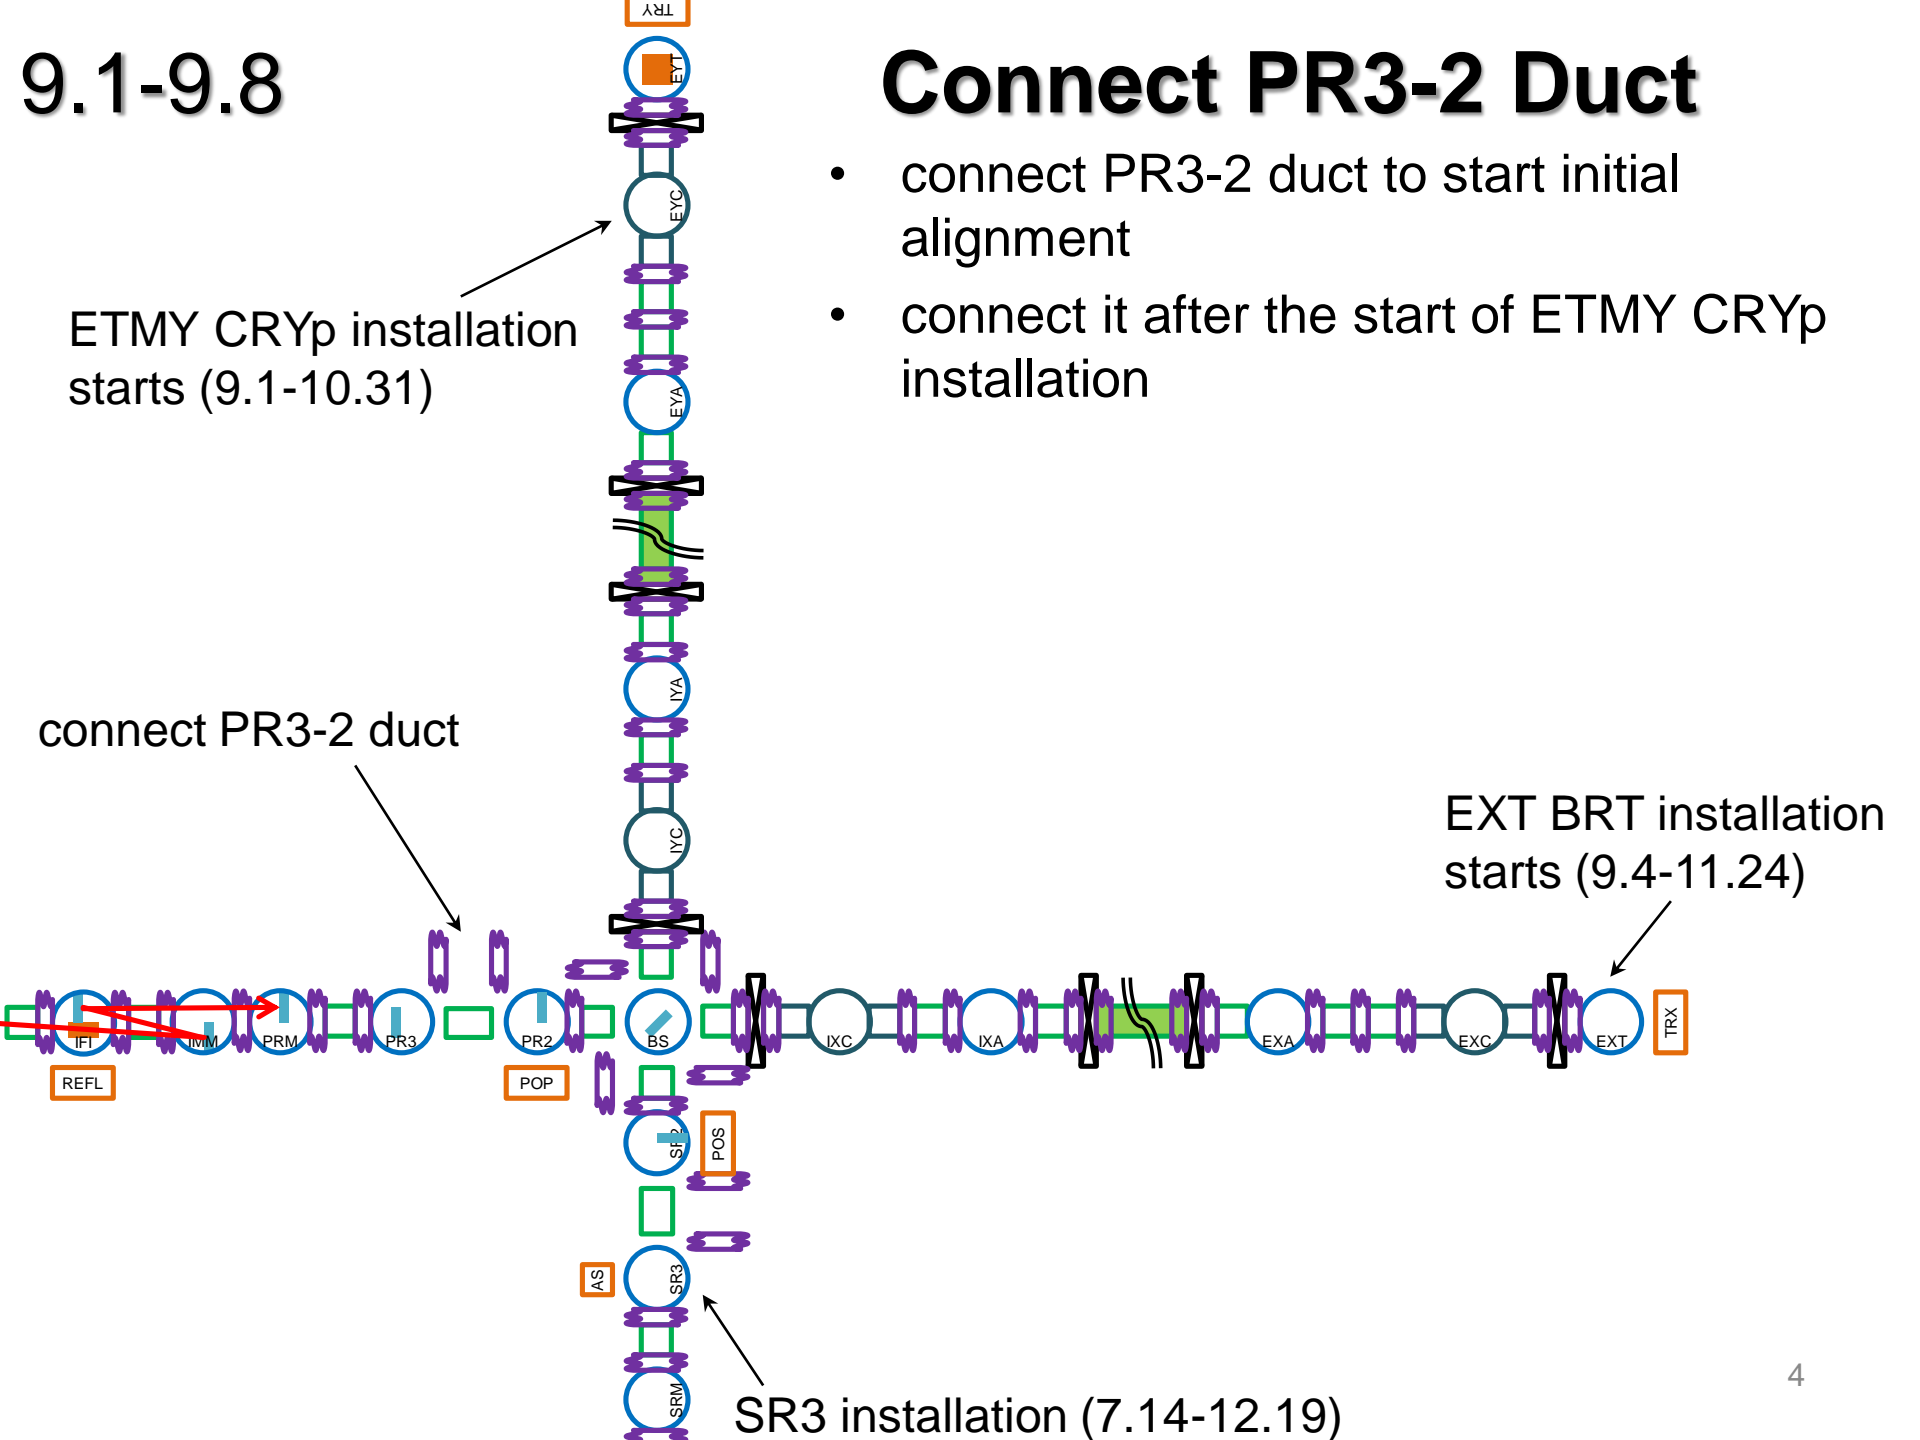 TRY
9.1-9.8
Connect PR3-2 Duct
• connect PR3-2 duct to start initial
alignment
• connect it after the start of ETMY CRYp
installation
EYT
EYC
ETMY CRYp installation
starts (9.1-10.31)
EYA
IYA
connect PR3-2 duct
EXT BRT installation
starts (9.4-11.24)
IYC
IFI
IMM
PRM
PR3
PR2
BS
IXC
IXA
EXA
EXC
EXT
TRX
REFL
POP
SR2
POS
AS
SR3
SRM
SR3 installation (7.14-12.19)
4